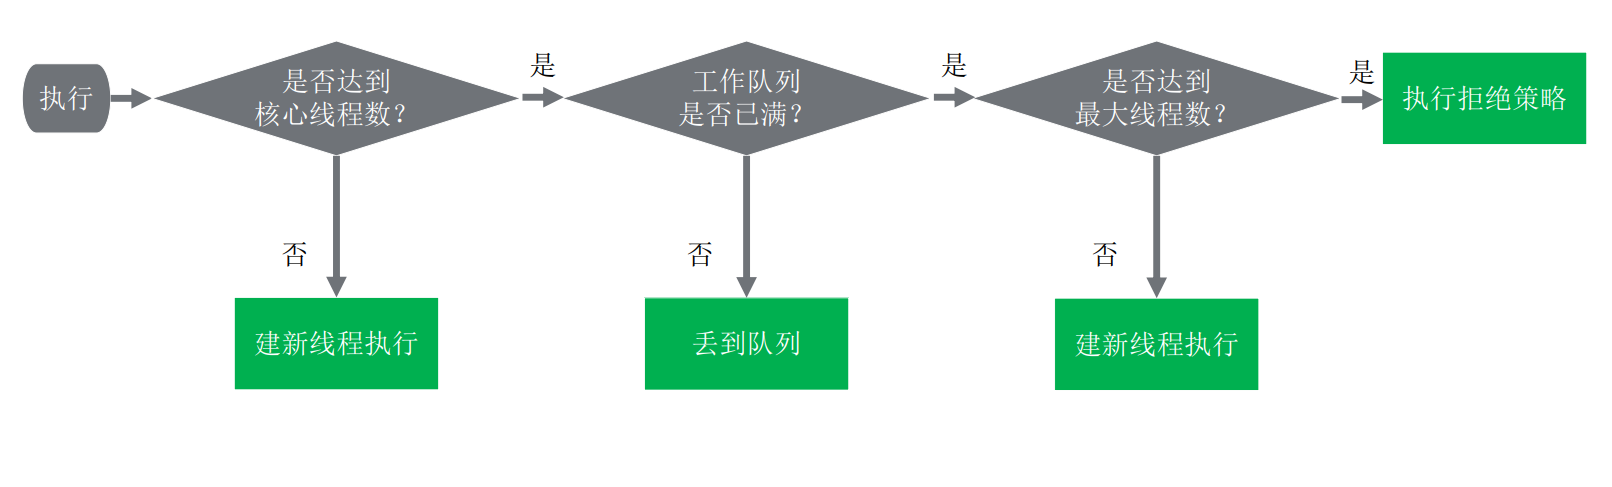 执行
是否达到
核心线程数?
是
工作队列
是否已满?
是
是否达到
最大线程数?
是
执行拒绝策略
否
否
否
建新线程执行
丢到队列
建新线程执行